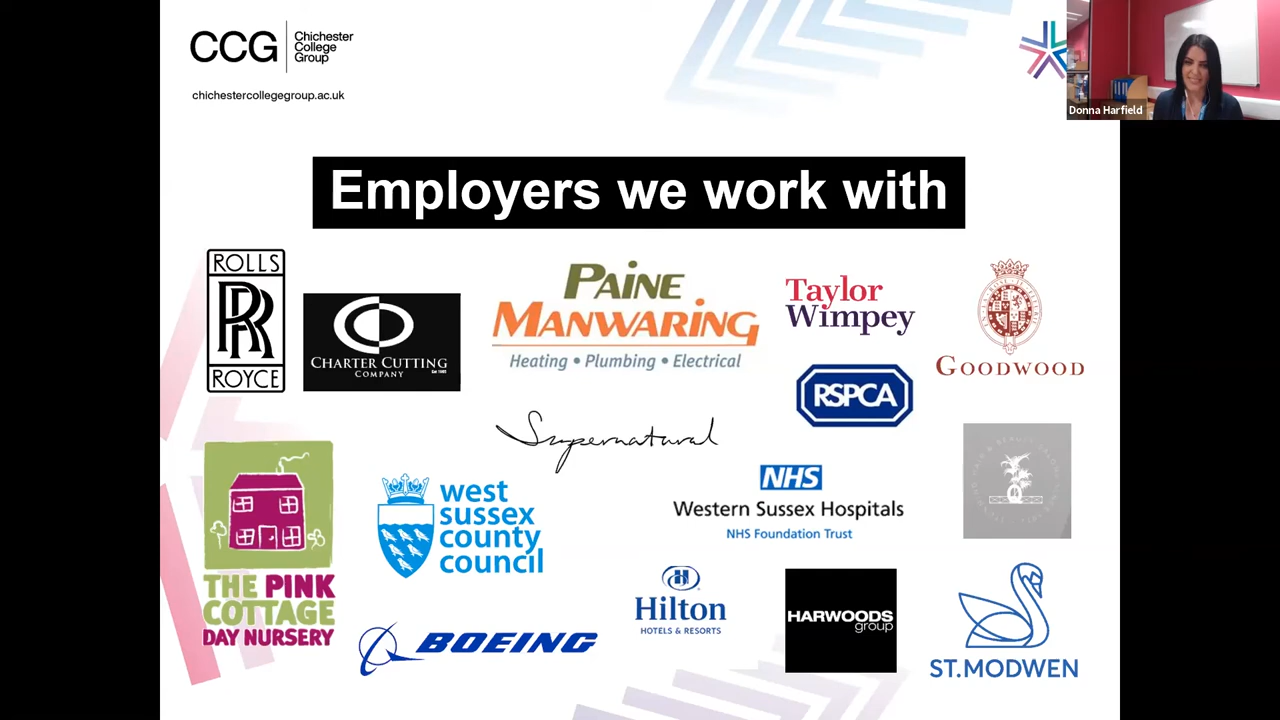 CCG
Chichester
College
Group
chichestercollegegroup.ac.uk
Donna Harfield
Employers we work with
ROLLS
RR
ROYCE
CHARTER CUTTING
COMPANY
PAINE
MANWARING
Heating • Plumbing • Electrical
Taylor
Wimpey
GOODWOOD
RSPCA
Supernatural
west
sussex
county
council
NHS
Western Sussex Hospitals
NHS Foundation Trust
THE PINK
COTTAGE
DAY NURSERY
BOEING
Hilton
HOTELS & RESORTS
HARWOODS
group
ST.MODWEN